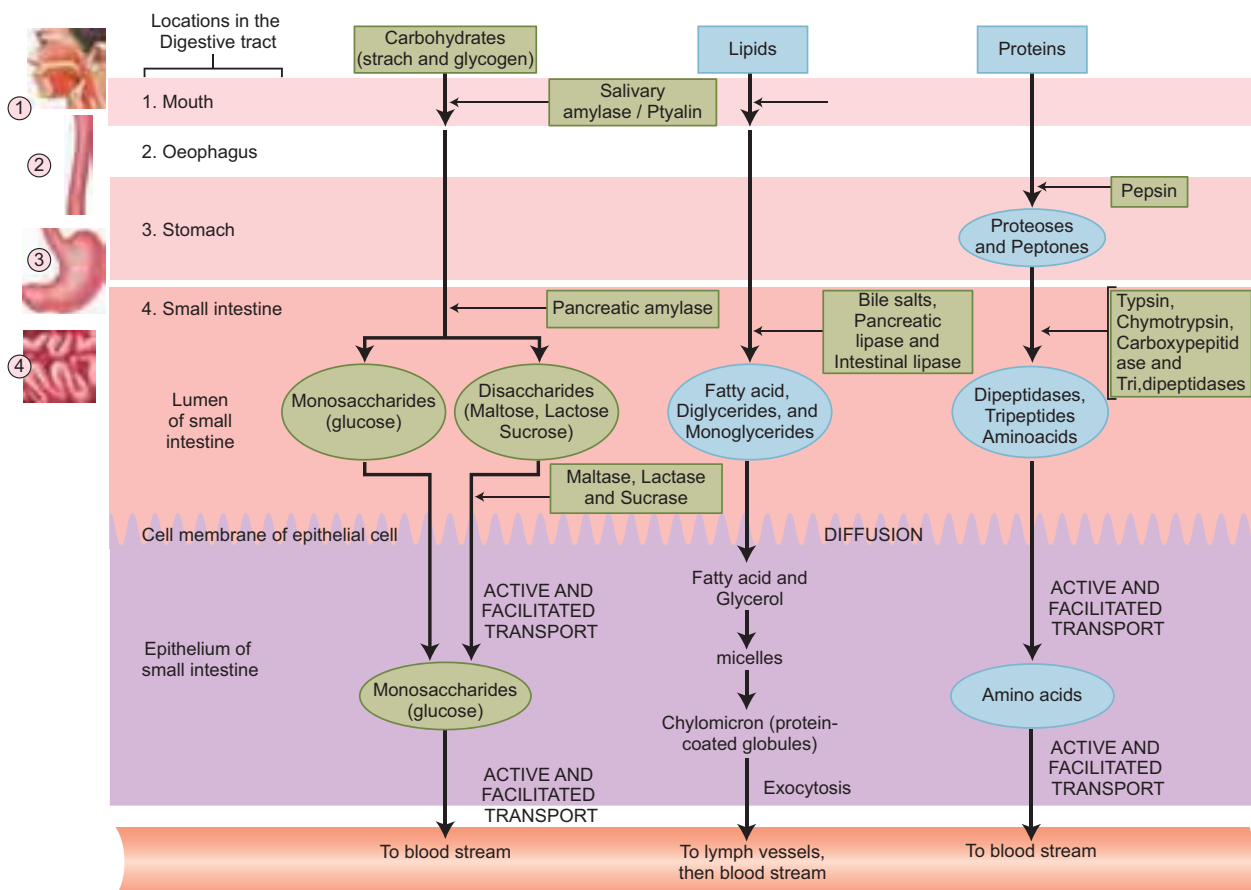 Locations in the
Digestive tract
Carbohydrates
(strach and glycogen)
Lipids
Proteins
1
1. Mouth
Salivary
amylase / Ptyalin
2
2. Oeophagus
Pepsin
3
3. Stomach
Proteoses
and Peptones
4
4. Small intestine
Pancreatic amylase
Bile salts,
Pancreatic
lipase and
Intestinal lipase
Typsin,
Chymotrypsin,
Carboxypepitid
ase and
Tri,dipeptidases
Lumen
of small
intestine
Monosaccharides
(glucose)
Disaccharides
(Maltose, Lactose
Sucrose)
Fatty acid,
Diglycerides, and
Monoglycerides
Dipeptidases,
Tripeptides
Aminoacids
Maltase, Lactase
and Sucrase
Cell membrane of epithelial cell
DIFFUSION
Epithelium of
small intestine
ACTIVE AND
FACILITATED
TRANSPORT
Fatty acid and
Glycerol
ACTIVE AND
FACILITATED
TRANSPORT
micelles
Monosaccharides
(glucose)
Chylomicron (protein-
coated globules)
Amino acids
ACTIVE AND
FACILITATED
TRANSPORT
Exocytosis
ACTIVE AND
FACILITATED
TRANSPORT
To blood stream
To lymph vessels,
then blood stream
To blood stream